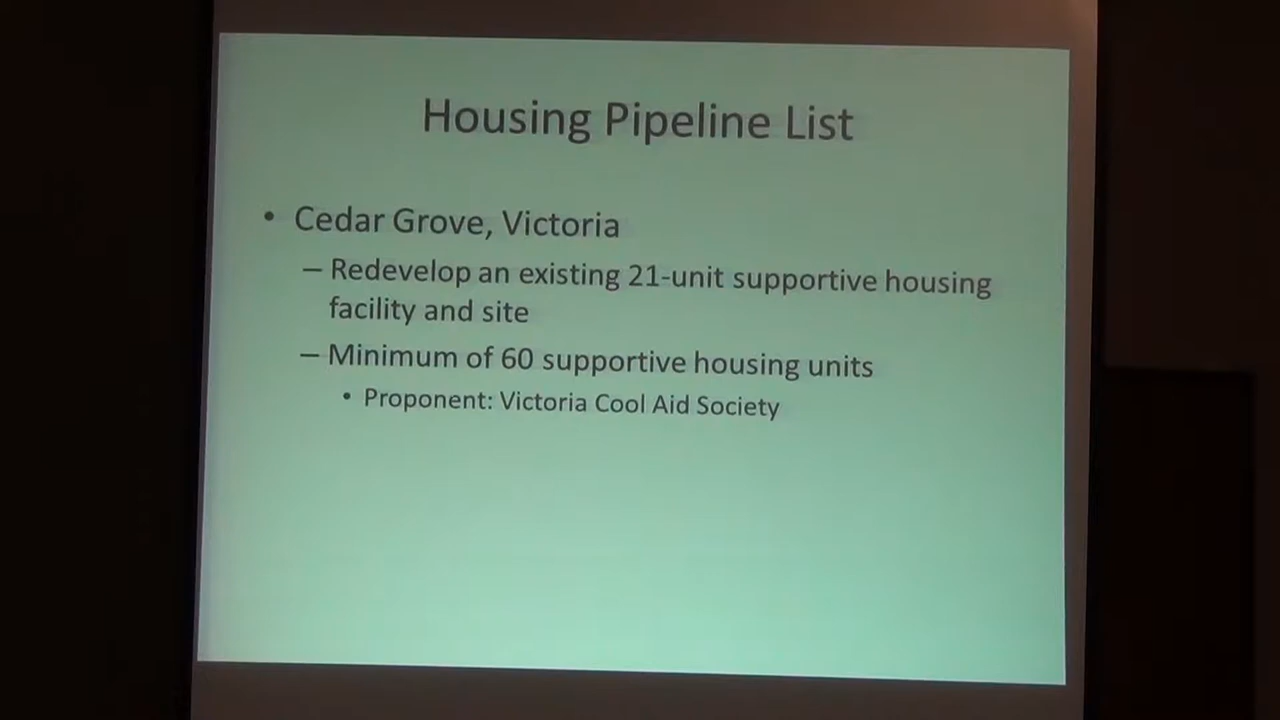 Housing Pipeline List
• Cedar Grove, Victoria
– Redevelop an existing 21-unit supportive housing
facility and site
– Minimum of 60 supportive housing units
• Proponent: Victoria Cool Aid Society